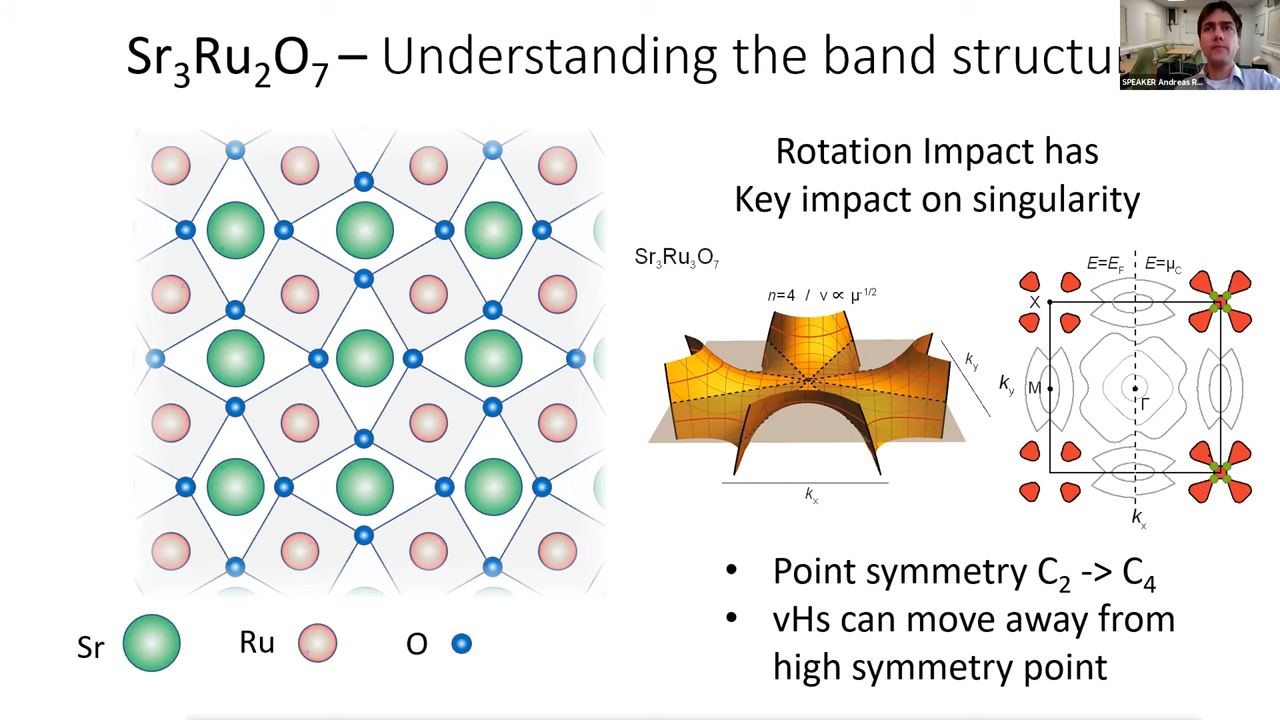 Sr3Ru2O7 – Understanding the band structu
SPEAKER Andreas R...
Rotation Impact has
Key impact on singularity
Sr3Ru3O7
n=4 / ν ∝ μ-1/2
ky
kx
E=EF E=μC
X
ky M Γ
kx
Sr Ru O
• Point symmetry C2 -> C4
• vHs can move away from
high symmetry point